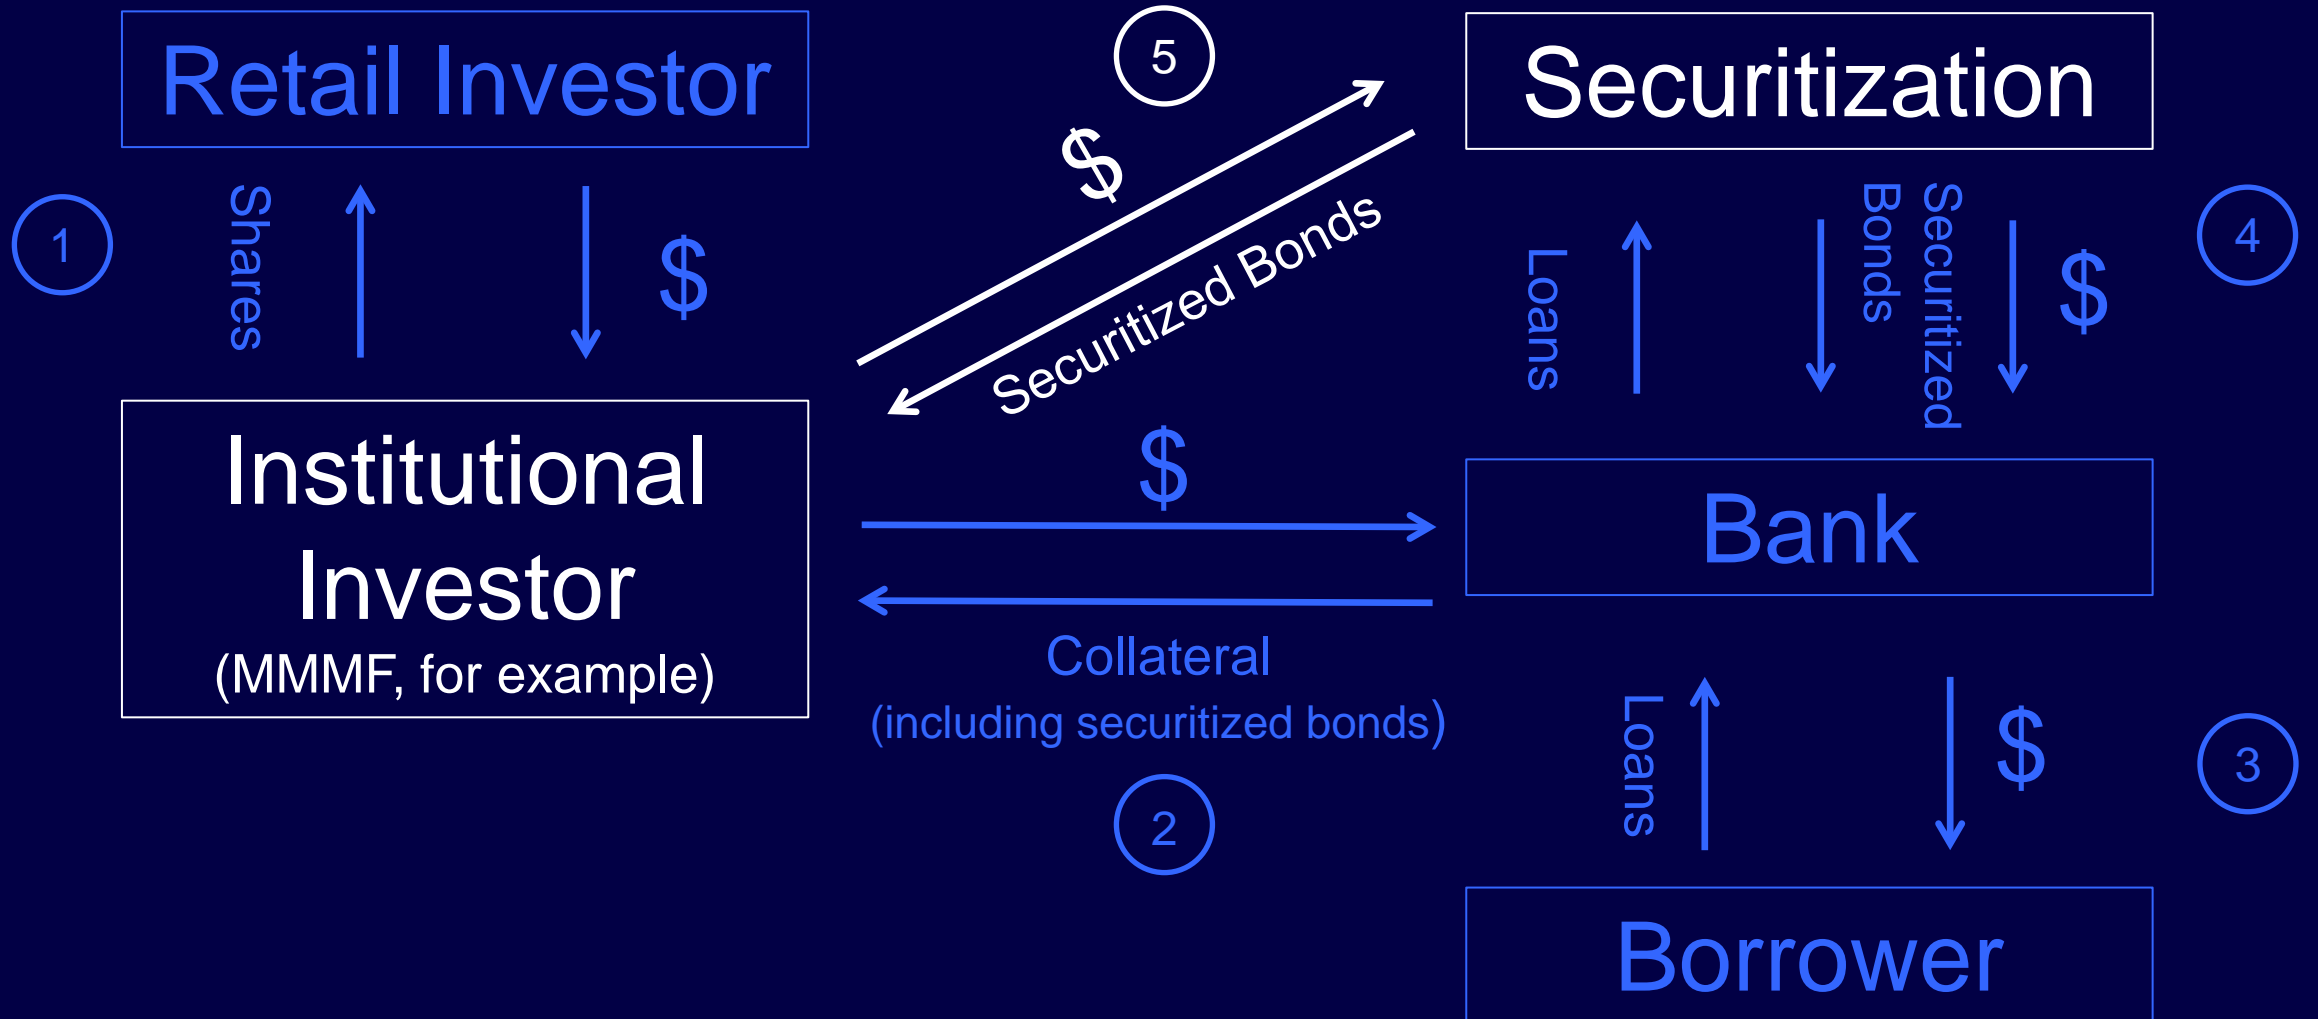 Retail Investor
5
Securitization
$
1
Shares
$
Securitized Bonds
Loans
Securitized
Bonds
$
4
Institutional
Investor
(MMMF, for example)
$
Bank
Collateral
(including securitized bonds)
2
Loans
$
3
Borrower